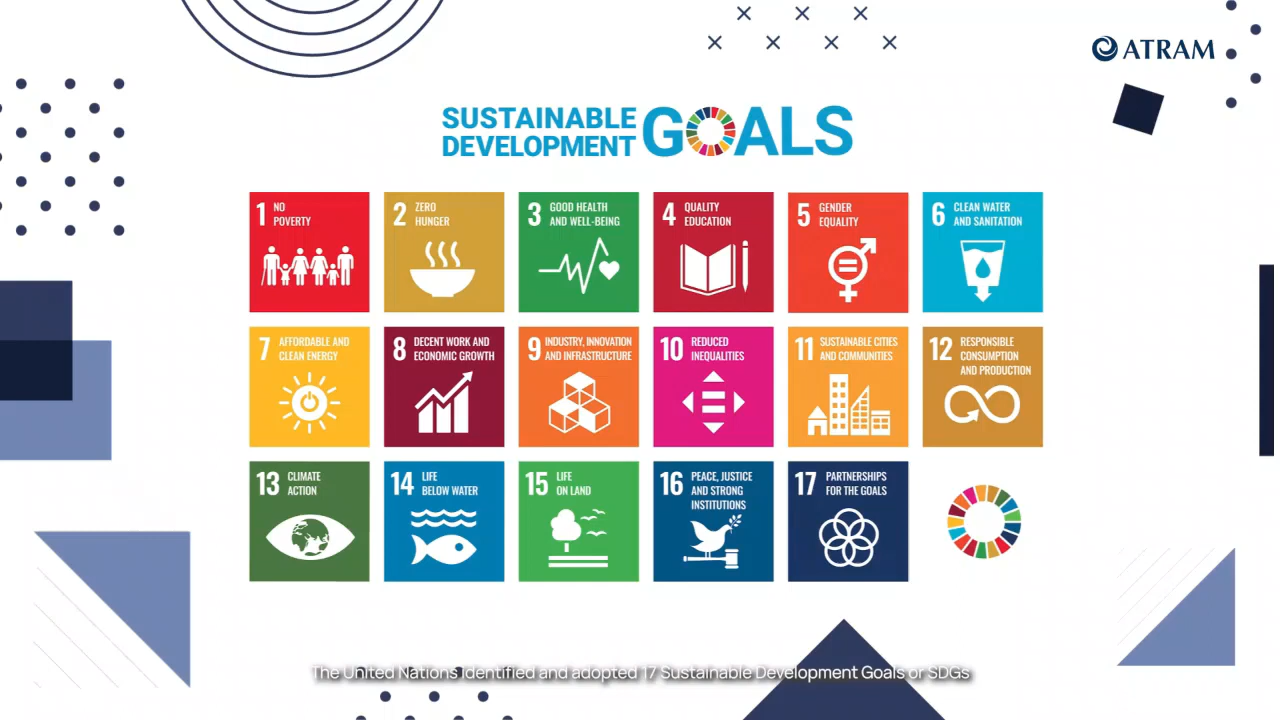 ATRAM
SUSTAINABLE
DEVELOPMENT
GOALS
1 NO
POVERTY
2 ZERO
HUNGER
3 GOOD HEALTH
AND WELL-BEING
4 QUALITY
EDUCATION
5 GENDER
EQUALITY
6 CLEAN WATER
AND SANITATION
7 AFFORDABLE AND
CLEAN ENERGY
8 DECENT WORK AND
ECONOMIC GROWTH
9 INDUSTRY, INNOVATION
AND INFRASTRUCTURE
10 REDUCED
INEQUALITIES
11 SUSTAINABLE CITIES
AND COMMUNITIES
12 RESPONSIBLE
CONSUMPTION
AND PRODUCTION
13 CLIMATE
ACTION
14 LIFE
BELOW WATER
15 LIFE
ON LAND
16 PEACE, JUSTICE
AND STRONG
INSTITUTIONS
17 PARTNERSHIPS
FOR THE GOALS
The United Nations identified and adopted 17 Sustainable Development Goals or SDGs